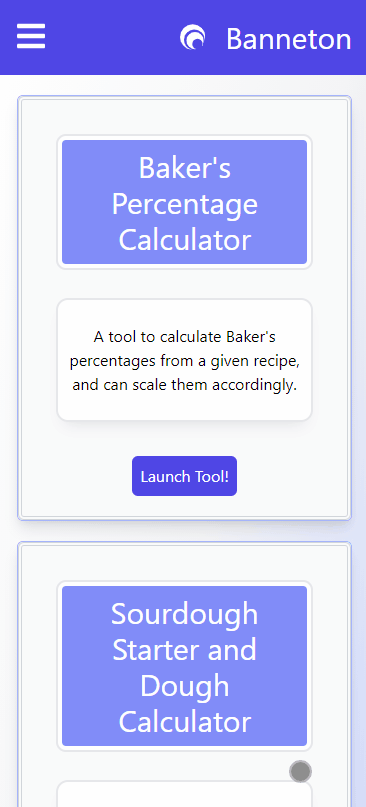 Banneton
Baker's
Percentage
Calculator
A tool to calculate Baker's
percentages from a given recipe,
and can scale them accordingly.
Launch Tool!
Sourdough
Starter and
Dough
Calculator